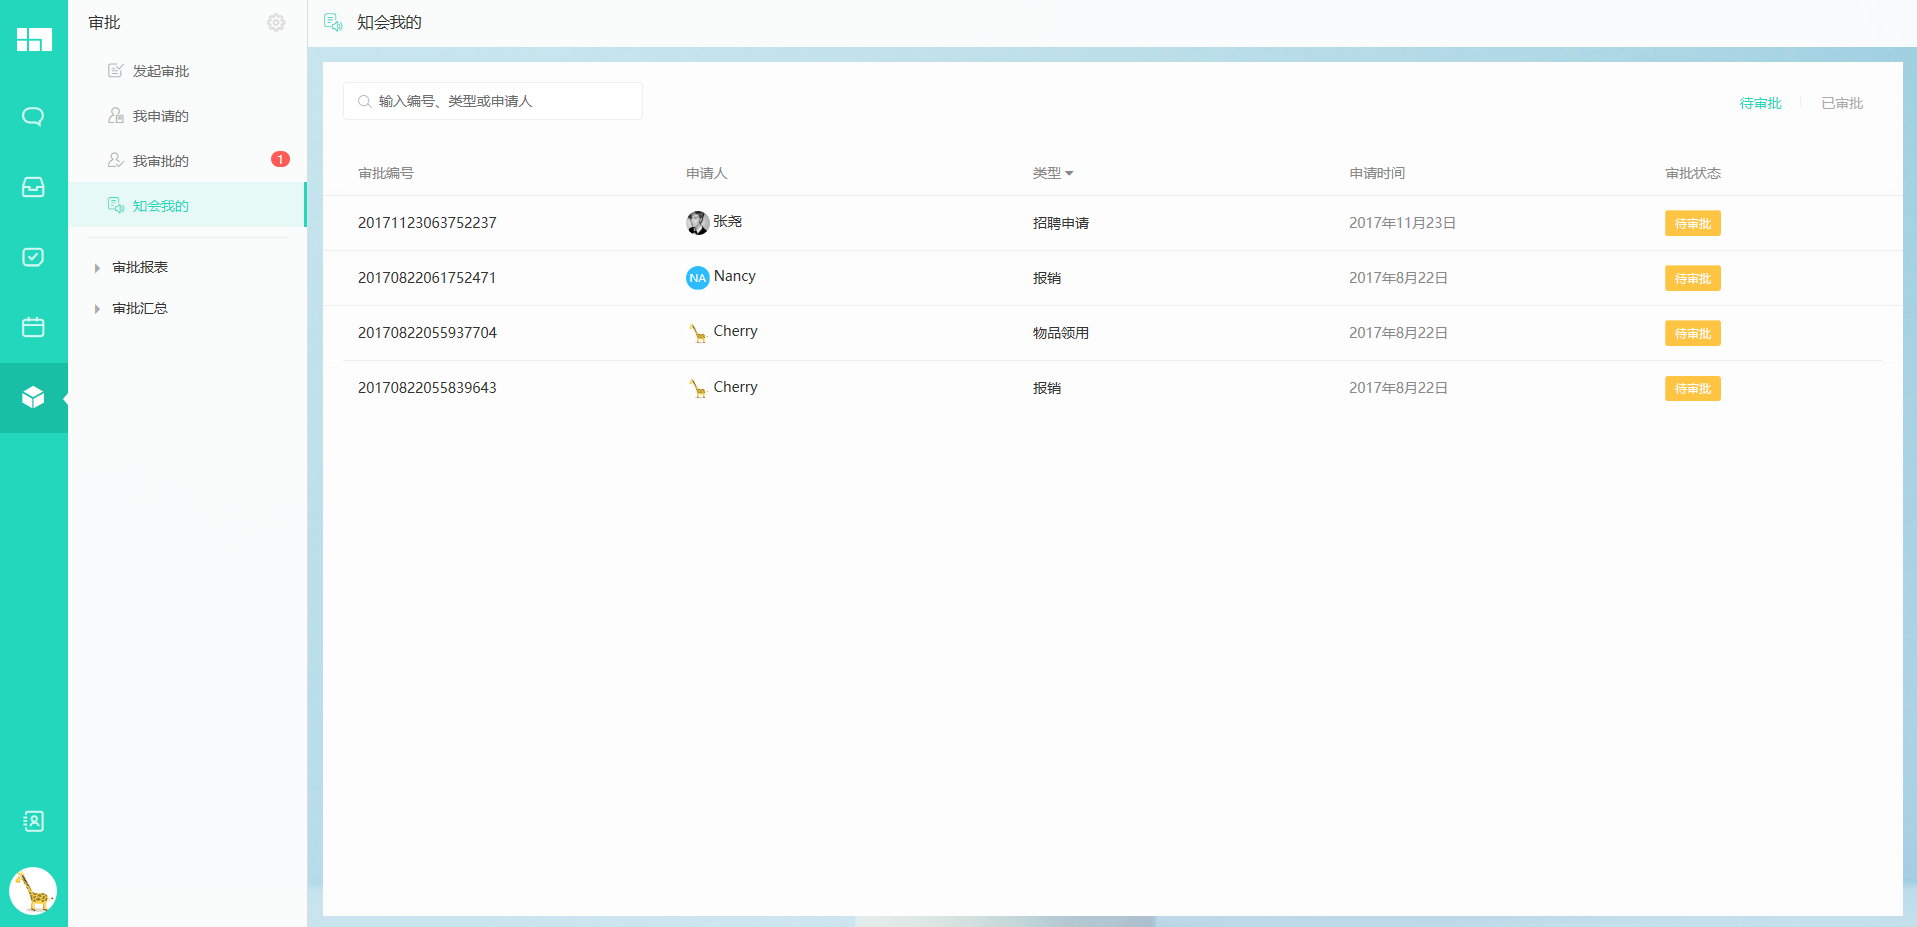 审批
发起审批
我申请的
我审批的 1
知会我的
审批报表
审批汇总
知会我的
输入编号、类型或申请人
待审批 已审批
审批编号 申请人 类型 申请时间 审批状态
20171123063752237 张尧 招聘申请 2017年11月23日 待审批
20170822061752471 NA Nancy 报销 2017年8月22日 待审批
20170822055937704 Cherry 物品领用 2017年8月22日 待审批
20170822055839643 Cherry 报销 2017年8月22日 待审批